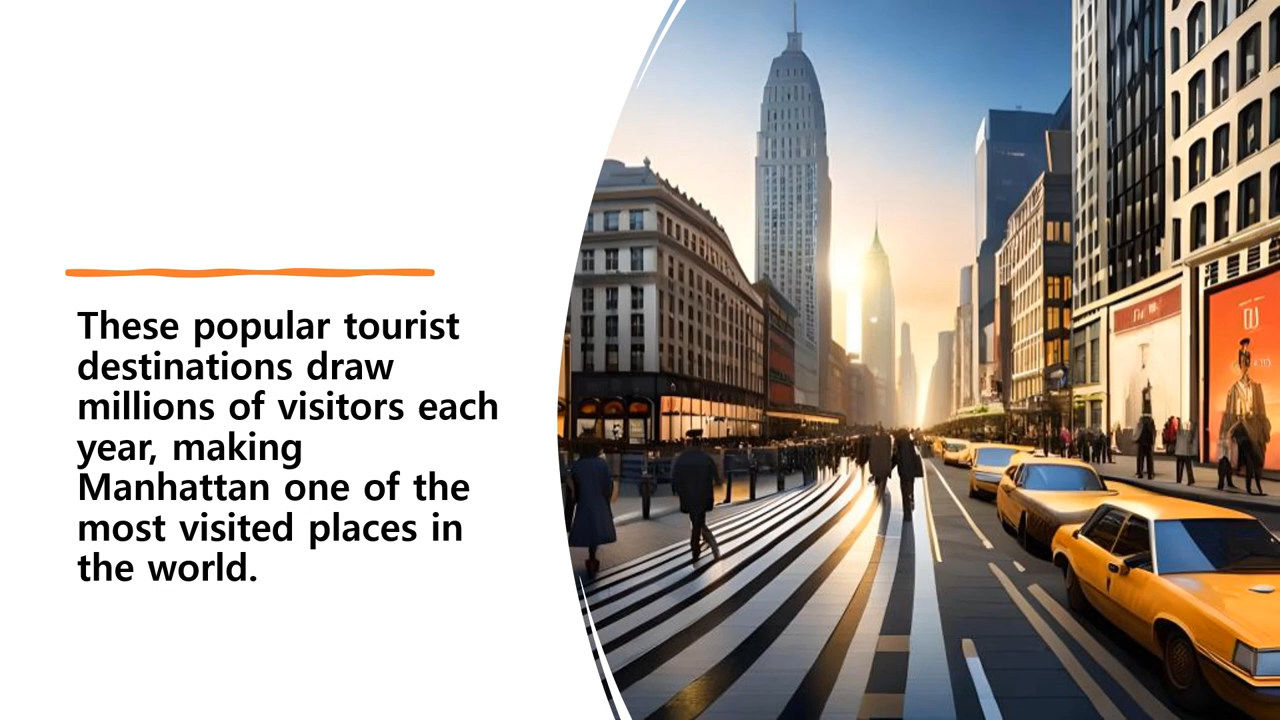 These popular tourist
destinations draw
millions of visitors each
year, making
Manhattan one of the
most visited places in
the world.